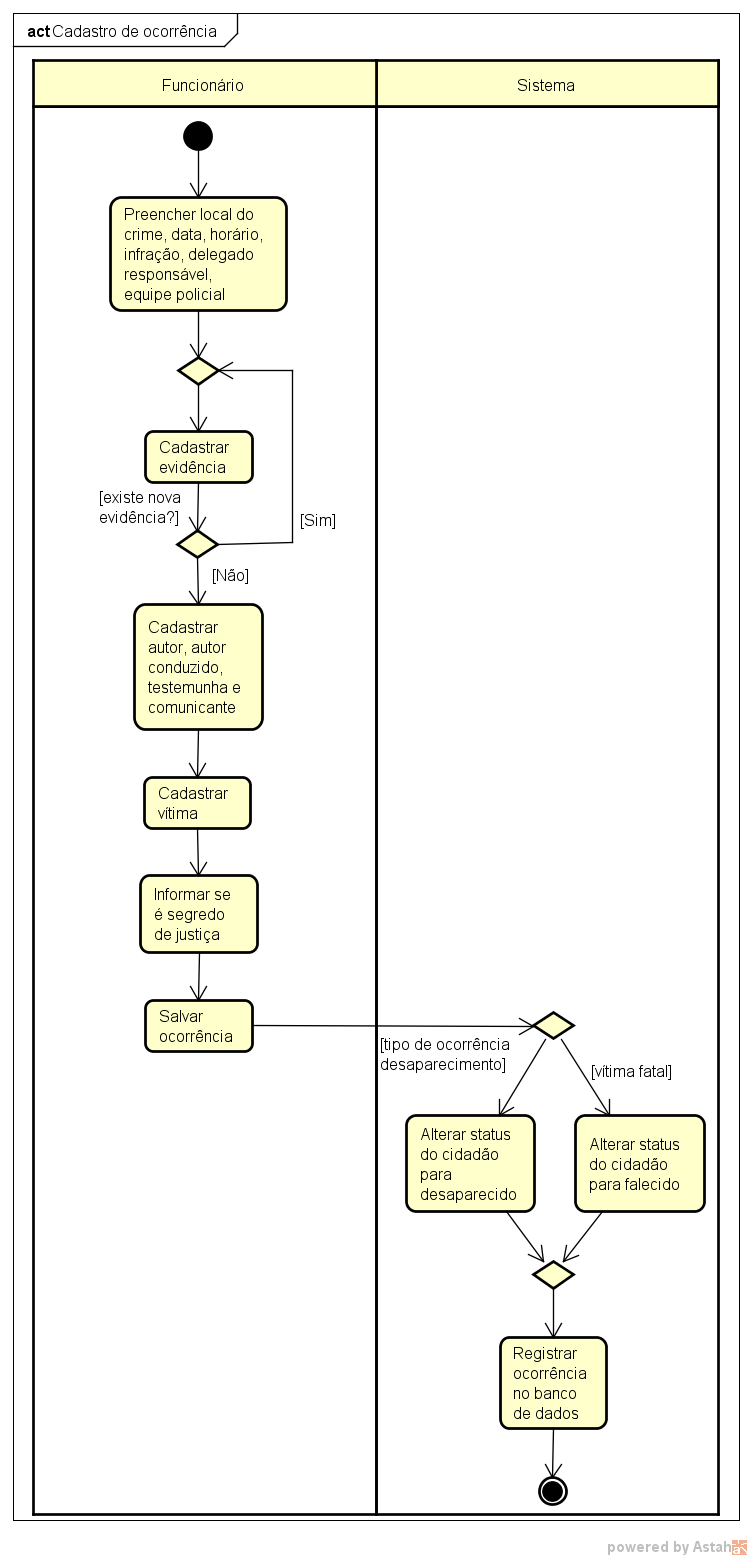 act Cadastro de ocorrência
Funcionário
Sistema
Preencher local do
crime, data, horário,
infração, delegado
responsável,
equipe policial
Cadastrar
evidência
[existe nova
evidência?]
[Sim]
[Não]
Cadastrar
autor, autor
conduzido,
testemunha e
comunicante
Cadastrar
vítima
Informar se
é segredo
de justiça
Salvar
ocorrência
[tipo de ocorrência
desaparecimento]
[vítima fatal]
Alterar status
do cidadão
para
desaparecido
Alterar status
do cidadão
para falecido
Registrar
ocorrência
no banco
de dados
powered by Astah